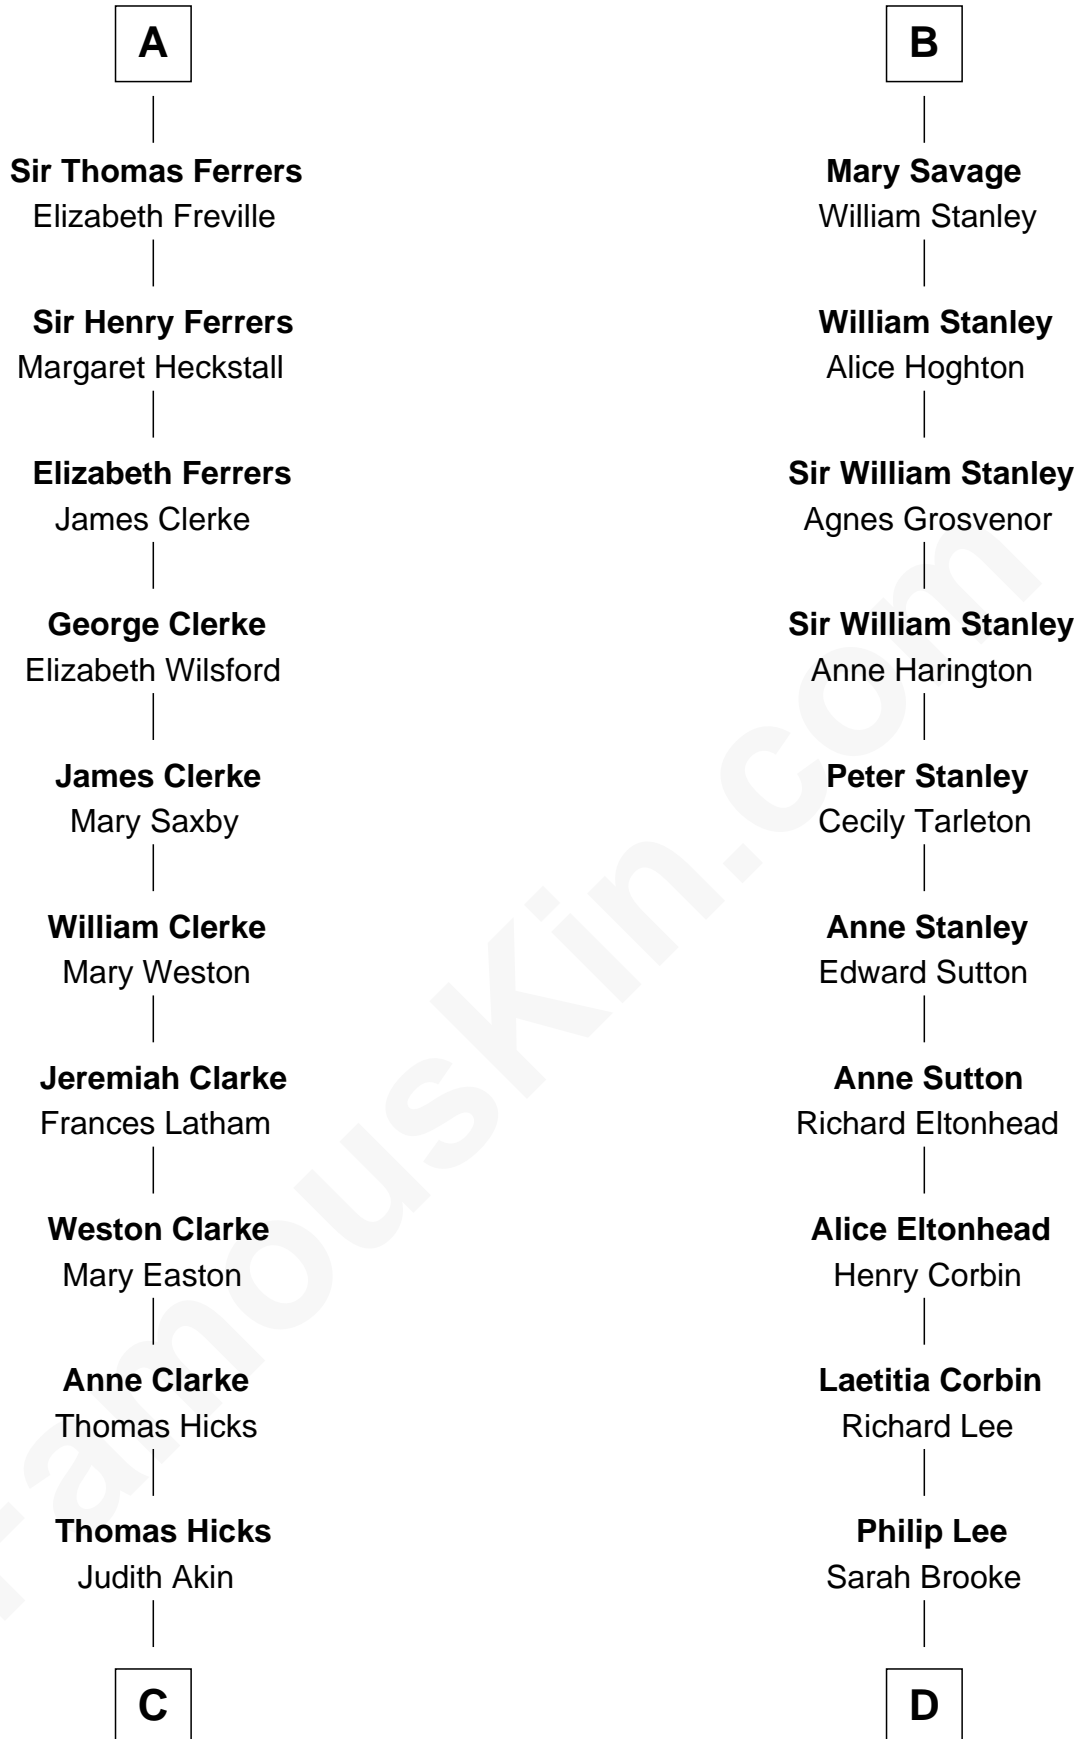 A
Sir Thomas Ferrers
Elizabeth Freville
Sir Henry Ferrers
Margaret Heckstall
Elizabeth Ferrers
James Clerke
George Clerke
Elizabeth Wilsford
James Clerke
Mary Saxby
William Clerke
Mary Weston
Jeremiah Clarke
Frances Latham
Weston Clarke
Mary Easton
Anne Clarke
Thomas Hicks
Thomas Hicks
Judith Akin
C
B
Mary Savage
William Stanley
William Stanley
Alice Hoghton
Sir William Stanley
Agnes Grosvenor
Sir William Stanley
Anne Harington
Peter Stanley
Cecily Tarleton
Anne Stanley
Edward Sutton
Anne Sutton
Richard Eltonhead
Alice Eltonhead
Henry Corbin
Laetitia Corbin
Richard Lee
Philip Lee
Sarah Brooke
D
FamousKin.com